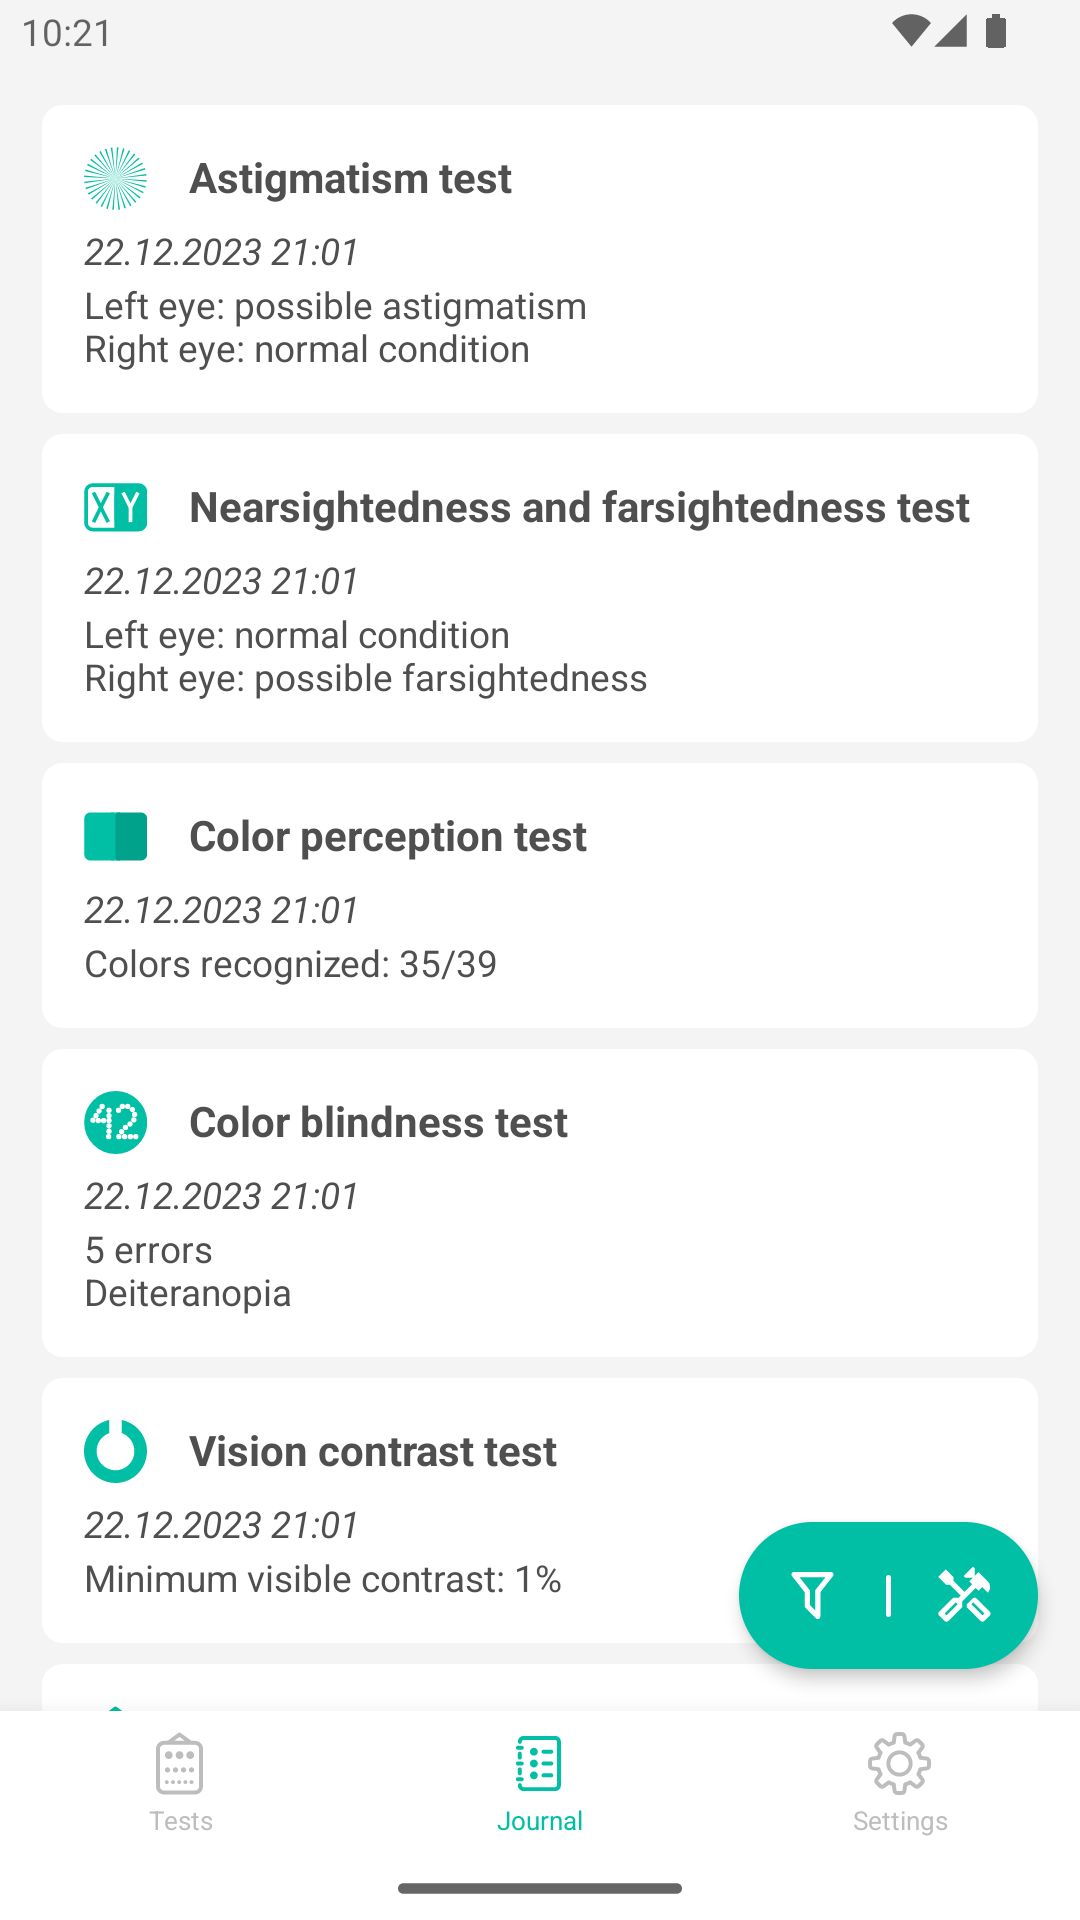 10:21
Astigmatism test
22.12.2023 21:01
Left eye: possible astigmatism
Right eye: normal condition
XY
Nearsightedness and farsightedness test
22.12.2023 21:01
Left eye: normal condition
Right eye: possible farsightedness
Color perception test
22.12.2023 21:01
Colors recognized: 35/39
42
Color blindness test
22.12.2023 21:01
5 errors
Deiteranopia
Vision contrast test
22.12.2023 21:01
Minimum visible contrast: 1%
Tests
Journal
Settings